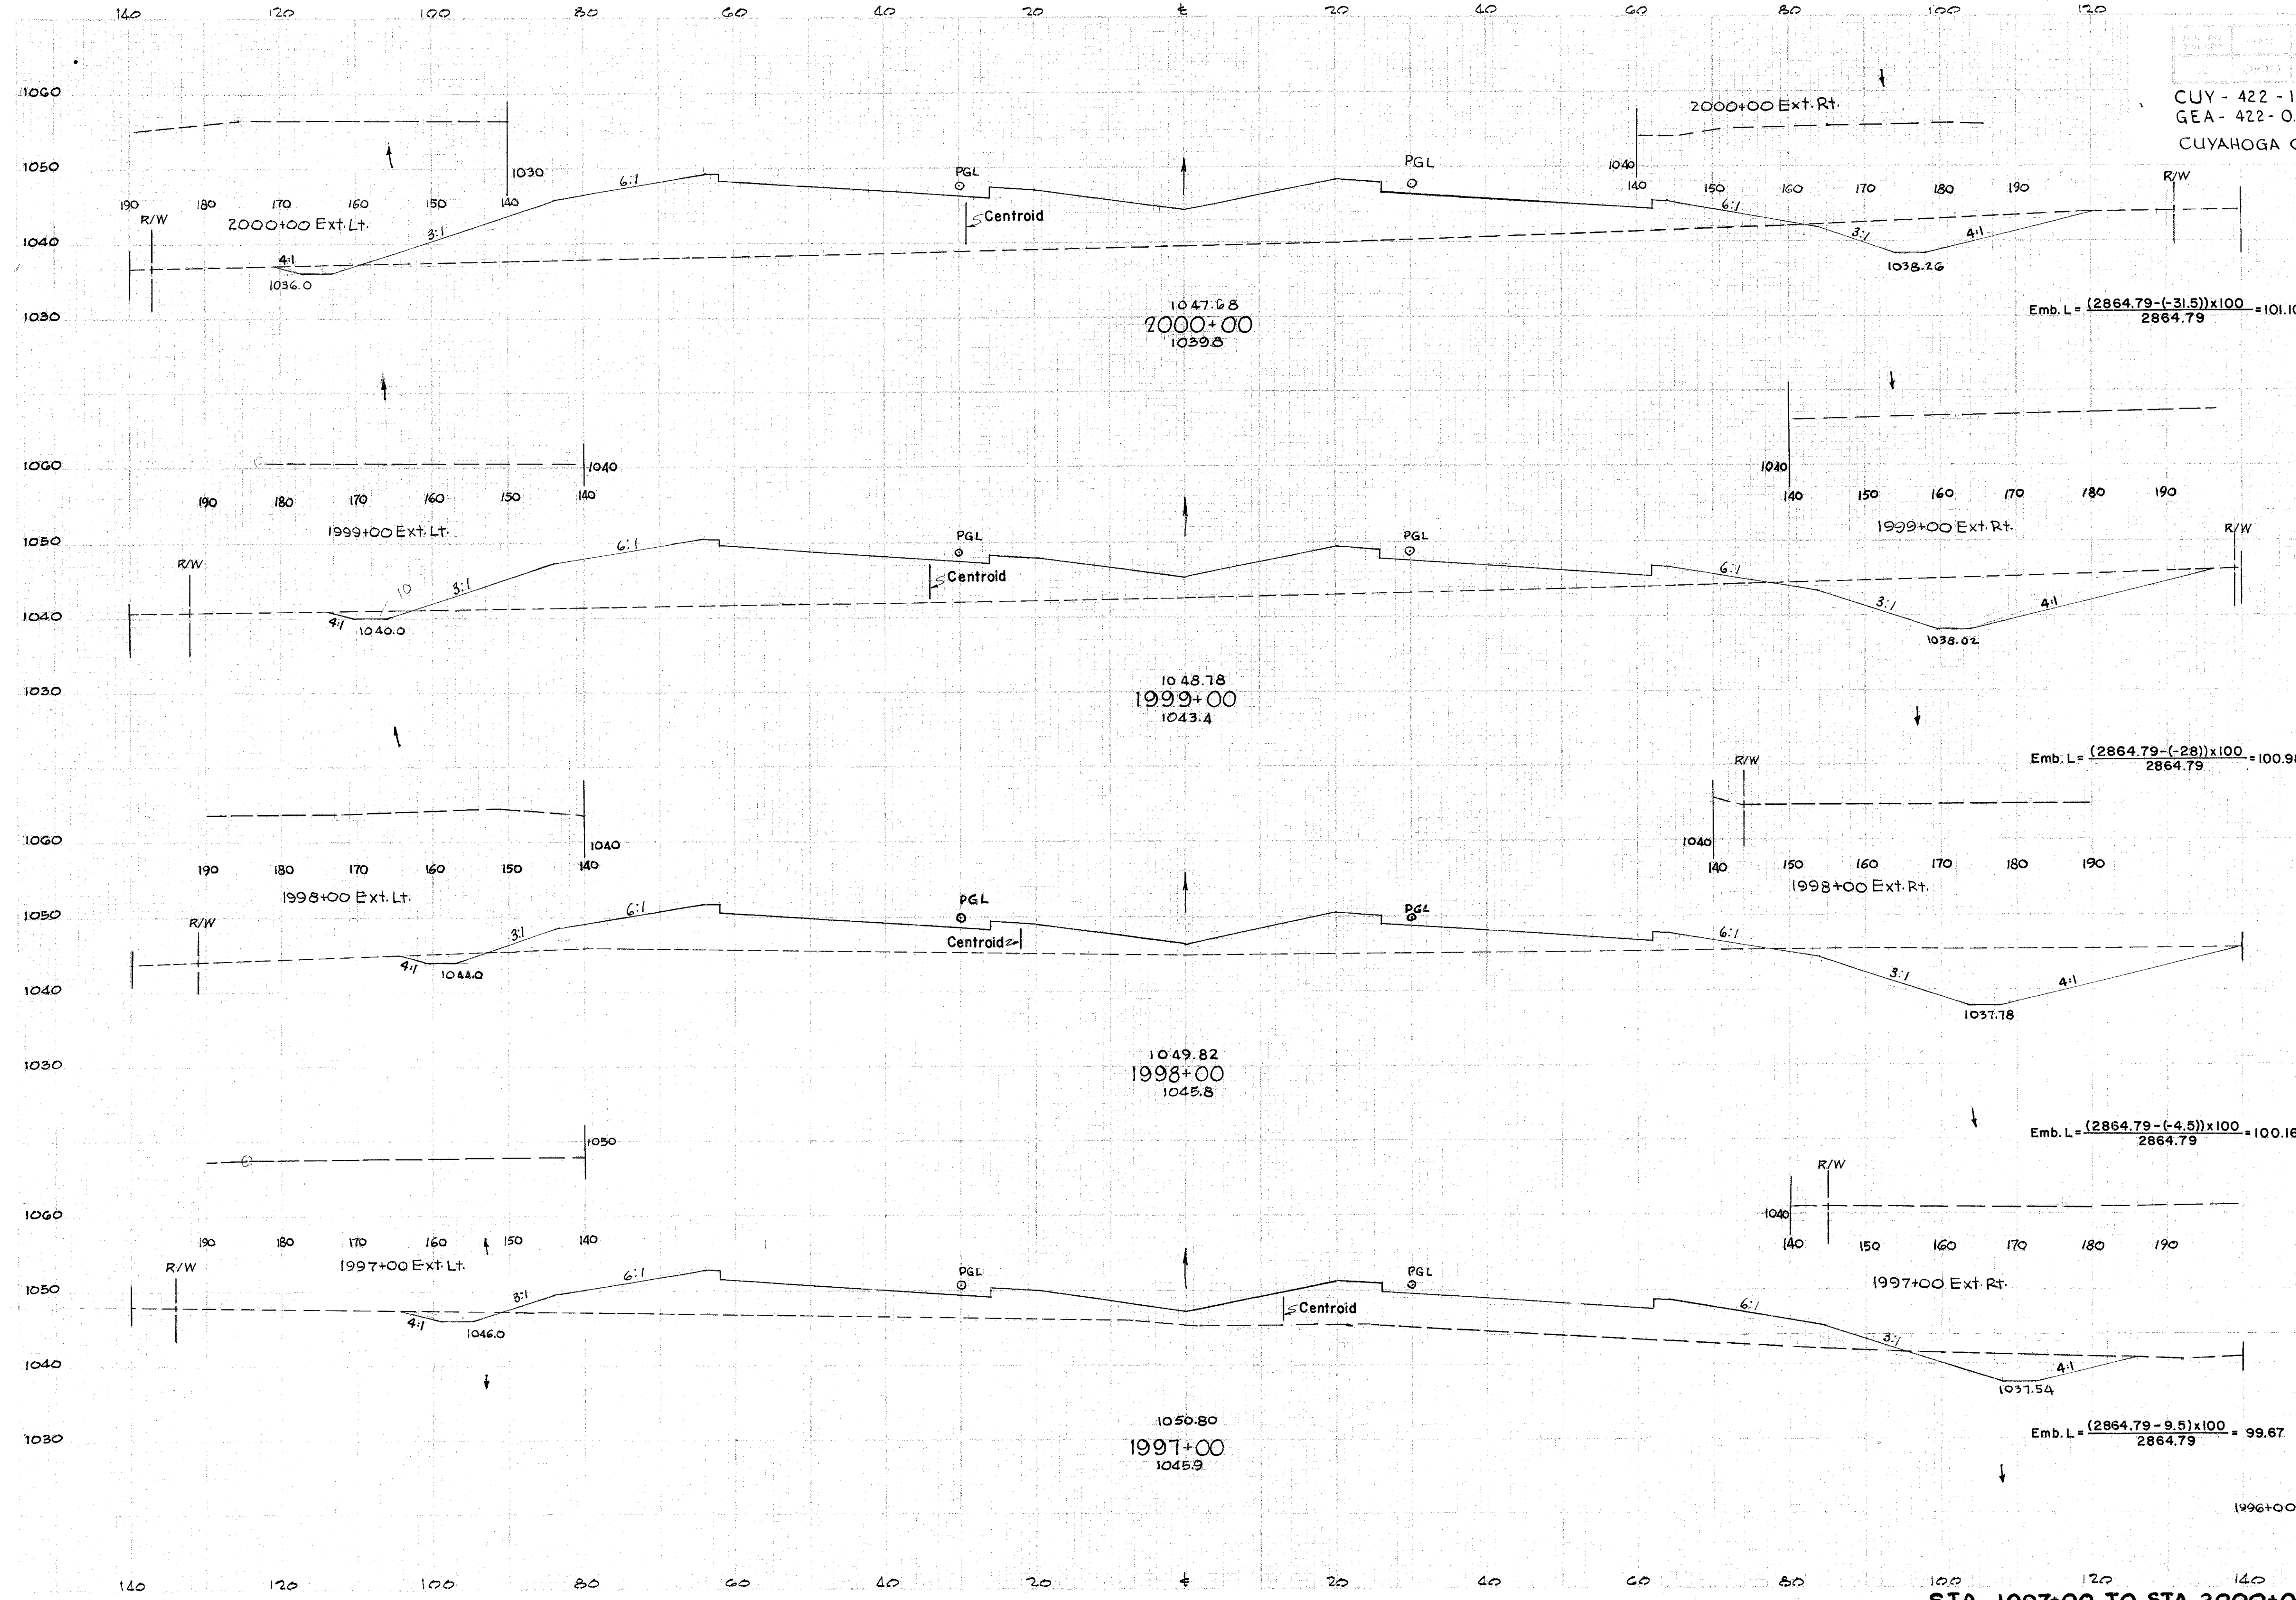 140 120 100 80 60 40 20 ℄ 20 40 60 80 100 120
CUY - 422 - 1
GEA - 422 - 0.
CUYAHOGA C
1060
2000+00 Ext. Rt.
1050 1030 6:1 PGL PGL 1040 R/W
190 180 170 160 150 140 140 150 160 170 180 190
R/W 2000+00 Ext. Lt. 3:1 Centroid 6:1 3:1 4:1
1040
4:1
1036.0 1038.26
1030
1047.68
2000+00
1039.8
Emb. L = (2864.79-(-31.5))x100 = 101.10
2864.79
1060 1040 1040
190 180 170 160 150 140 140 150 160 170 180 190
1999+00 Ext. Lt. 1999+00 Ext. Rt. R/W
1050 6:1 PGL PGL
R/W 10 3:1 Centroid 6:1 3:1 4:1
1040 4:1 1040.0 1038.02
1030
1048.78
1999+00
1043.4
Emb. L = (2864.79-(-28))x100 = 100.98
2864.79
R/W
1060 1040 1040
190 180 170 160 150 140 140 150 160 170 180 190
1998+00 Ext. Lt. 1998+00 Ext. Rt.
1050 6:1 PGL PGL
R/W 3:1 Centroid 6:1
4:1 1044.0 3:1 4:1
1040
1037.78
1030
1049.82
1998+00
1045.8
Emb. L = (2864.79-(-4.5))x100 = 100.16
2864.79
1050
R/W
1060 1040
190 180 170 160 150 140 140 150 160 170 180 190
R/W 1997+00 Ext. Lt. 6:1 PGL PGL 1997+00 Ext. Rt.
1050 3:1 Centroid 6:1
4:1 1046.0 3:1
1040 4:1
1037.54
1030
1050.80
1997+00
1045.9
Emb. L = (2864.79-9.5)x100 = 99.67
2864.79
1996+00
140 120 100 80 60 40 20 ℄ 20 40 60 80 100 120 140
STA. 1997+00 TO STA. 2000+0